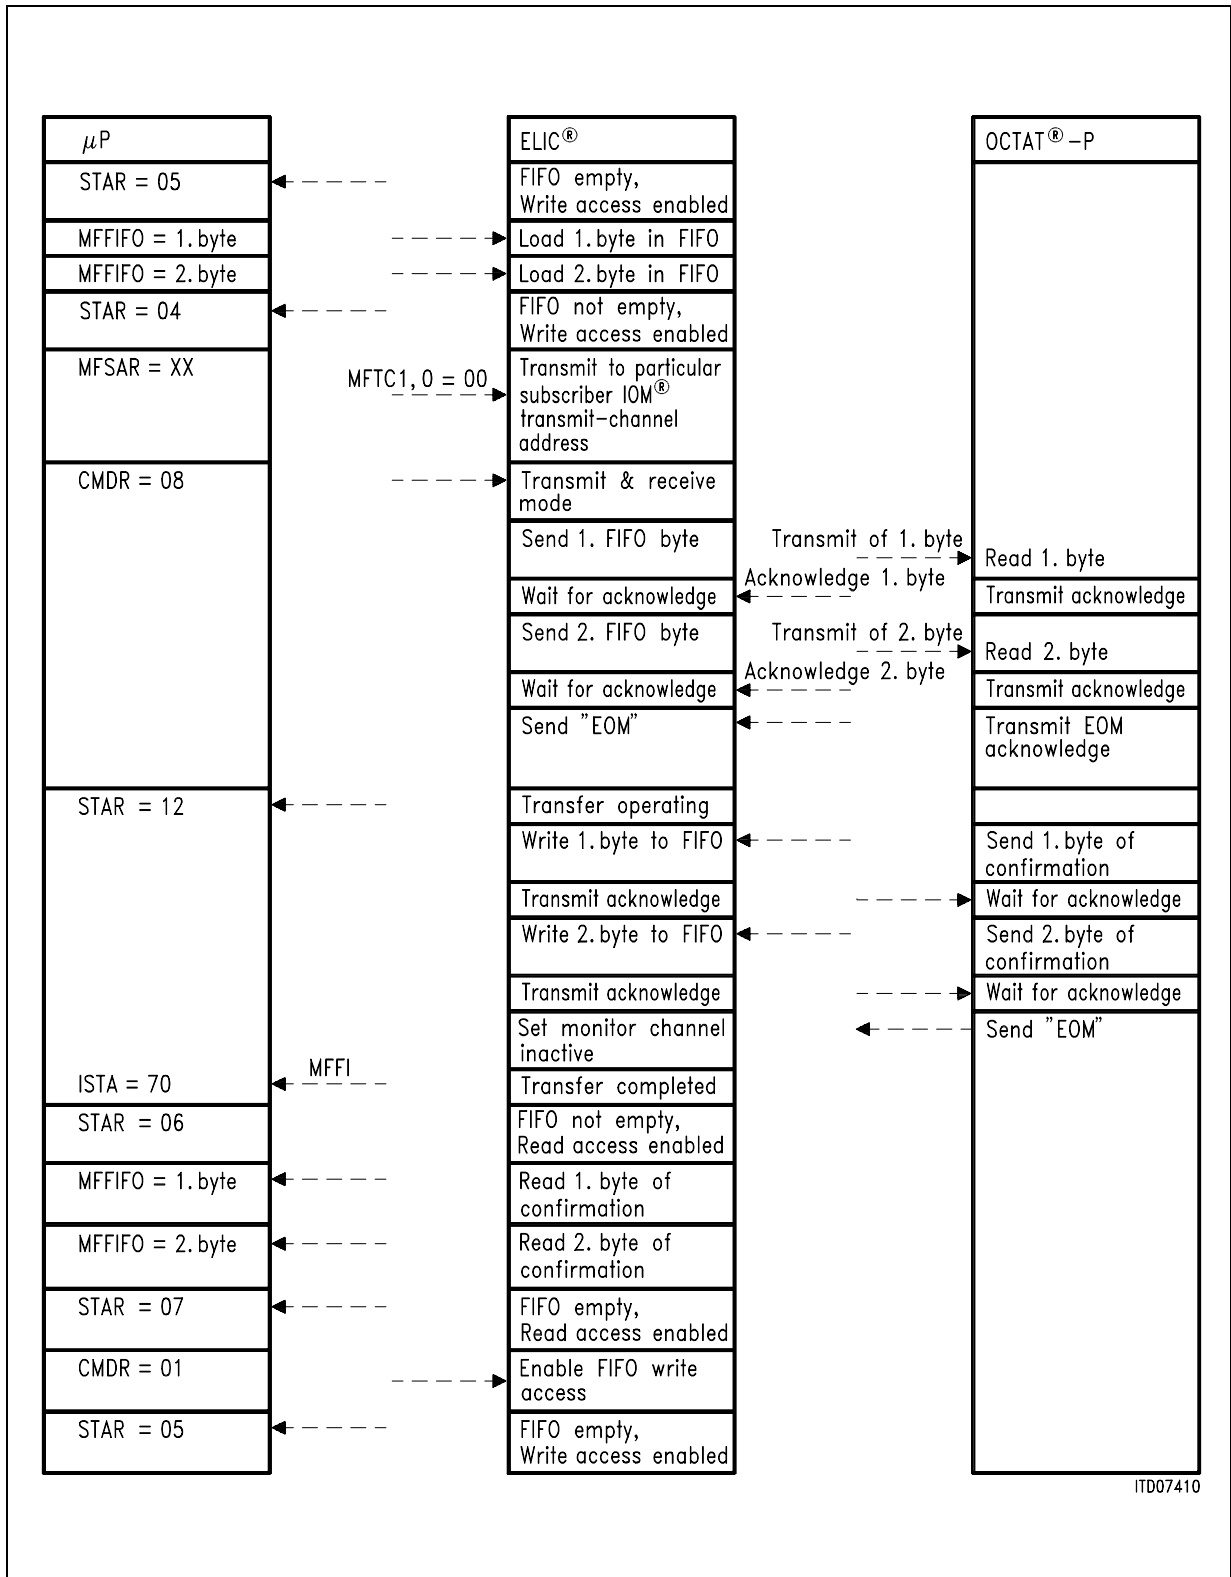 µP ELIC® OCTAT®-P
STAR = 05 FIFO empty,
Write access enabled
MFFIFO = 1.byte Load 1.byte in FIFO
MFFIFO = 2.byte Load 2.byte in FIFO
STAR = 04 FIFO not empty,
Write access enabled
MFSAR = XX MFTC1,0 = 00 Transmit to particular
subscriber IOM®
transmit-channel
address
CMDR = 08 Transmit & receive
mode
Send 1. FIFO byte Transmit of 1. byte
Read 1. byte
Acknowledge 1. byte
Wait for acknowledge Transmit acknowledge
Send 2. FIFO byte Transmit of 2. byte
Read 2. byte
Acknowledge 2. byte
Wait for acknowledge Transmit acknowledge
Send "EOM" Transmit EOM
acknowledge
STAR = 12 Transfer operating
Write 1.byte to FIFO Send 1.byte of
confirmation
Transmit acknowledge Wait for acknowledge
Write 2.byte to FIFO Send 2.byte of
confirmation
Transmit acknowledge Wait for acknowledge
Set monitor channel Send "EOM"
inactive
ISTA = 70 MFFI Transfer completed
STAR = 06 FIFO not empty,
Read access enabled
MFFIFO = 1.byte Read 1. byte of
confirmation
MFFIFO = 2.byte Read 2. byte of
confirmation
STAR = 07 FIFO empty,
Read access enabled
CMDR = 01 Enable FIFO write
access
STAR = 05 FIFO empty,
Write access enabled
ITD07410